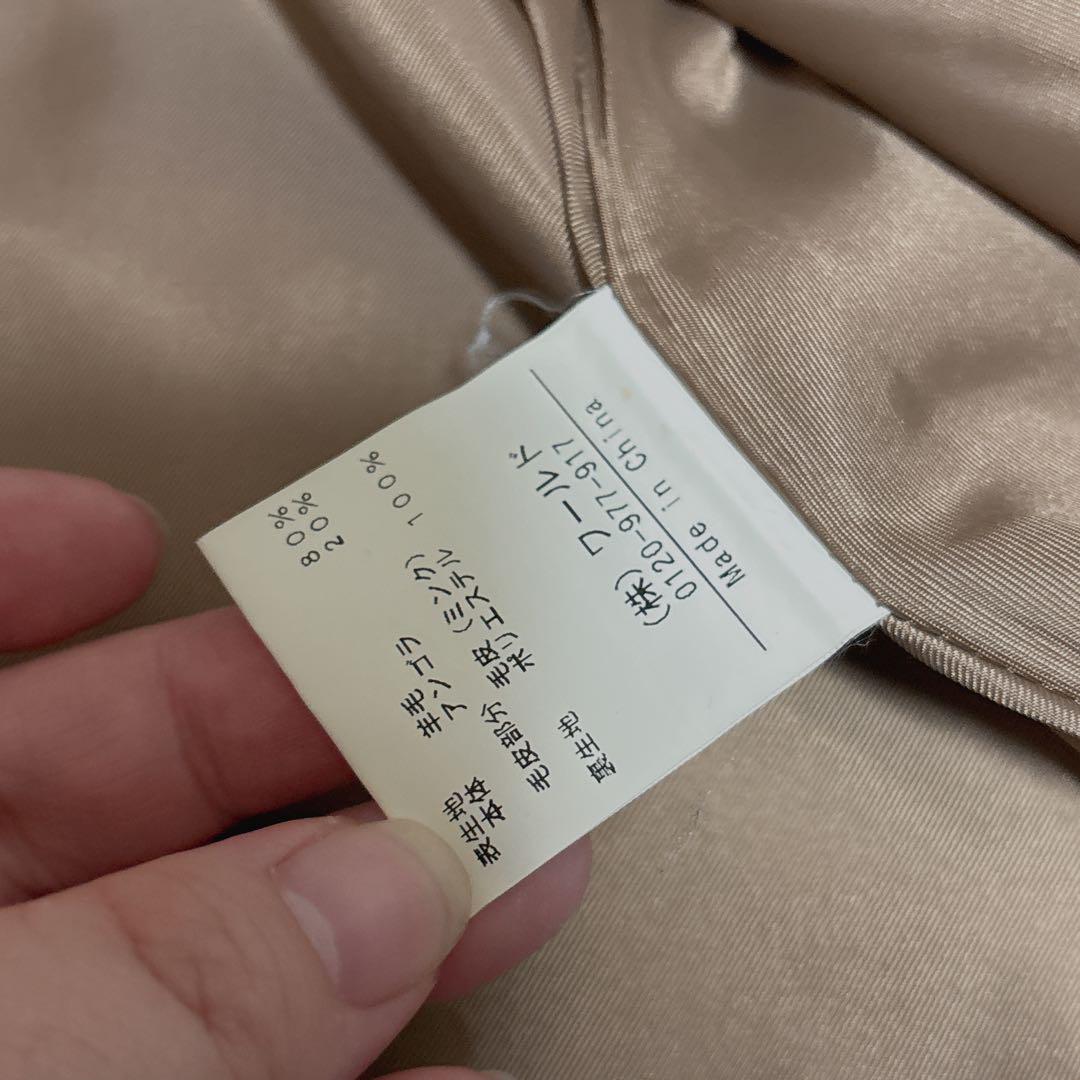 表生地
本体 毛 80%
アンゴラ 20%
毛皮部分 毛皮(ミンク)
裏生地 ポリエステル 100%
(株)ワールド
0120-977-917
Made in China